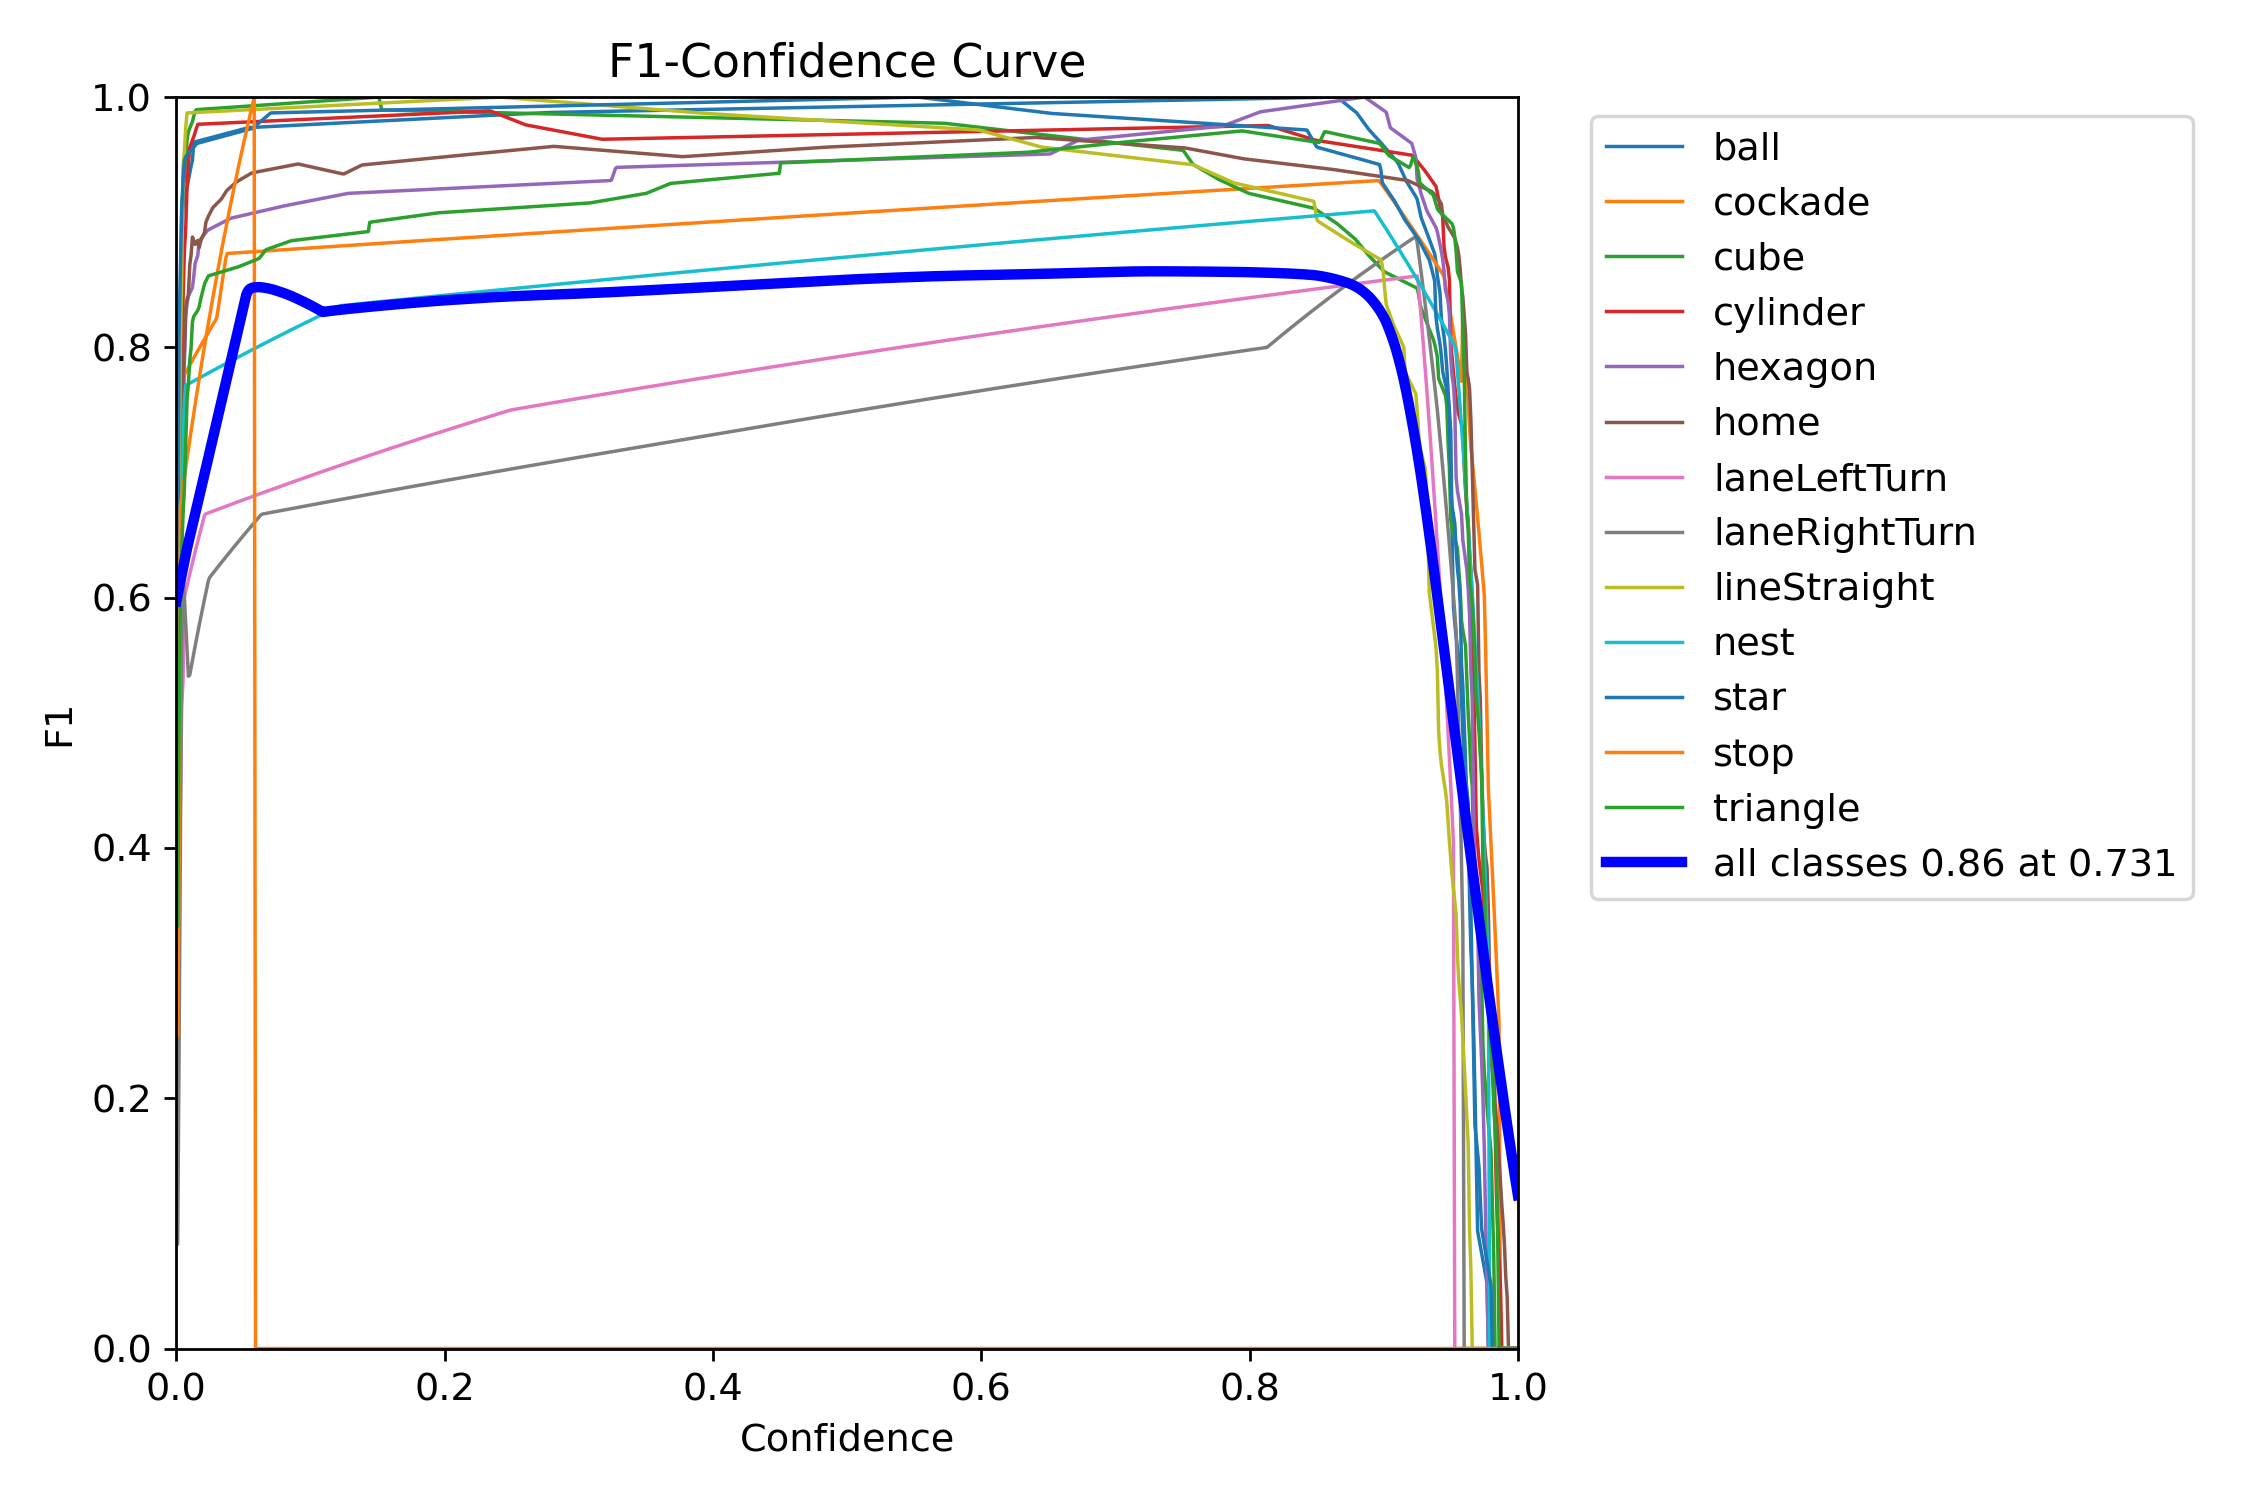 F1-Confidence Curve
1.0
0.8
0.6
0.4
0.2
0.0
F1
0.0 0.2 0.4 0.6 0.8 1.0
Confidence
ball
cockade
cube
cylinder
hexagon
home
laneLeftTurn
laneRightTurn
lineStraight
nest
star
stop
triangle
all classes 0.86 at 0.731